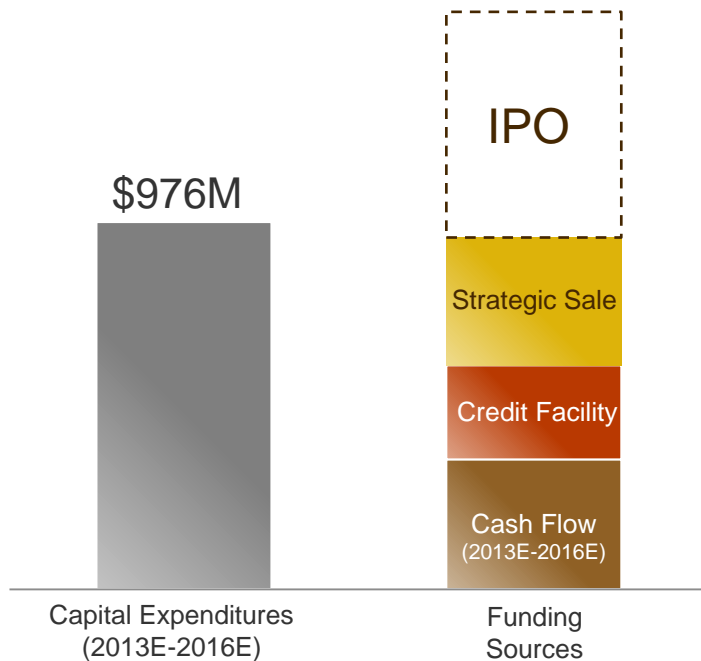 IPO
$976M
Strategic Sale
Credit Facility
Cash Flow
(2013E-2016E)
Capital Expenditures
(2013E-2016E)
Funding
Sources